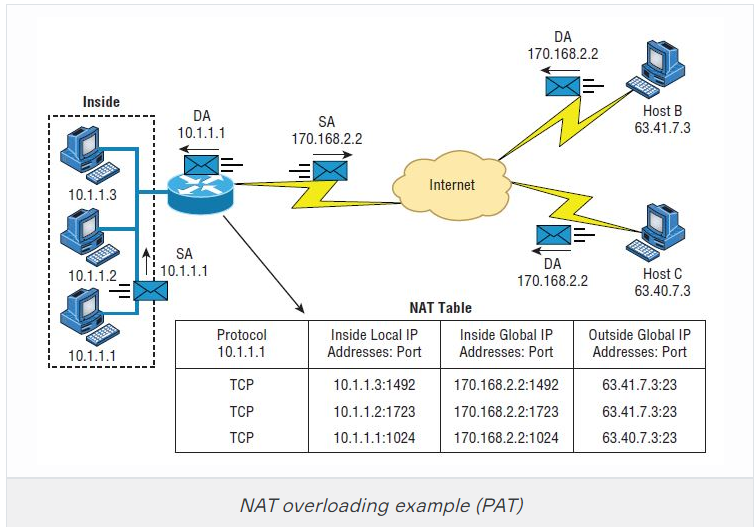 DA
170.168.2.2
Host B
63.41.7.3
Inside
DA
10.1.1.1
SA
170.168.2.2
10.1.1.3
Internet
10.1.1.2
SA
10.1.1.1
DA
170.168.2.2
Host C
63.40.7.3
10.1.1.1
NAT Table
Protocol
10.1.1.1
Inside Local IP
Addresses: Port
Inside Global IP
Addresses: Port
Outside Global IP
Addresses: Port
TCP 10.1.1.3:1492 170.168.2.2:1492 63.41.7.3:23
TCP 10.1.1.2:1723 170.168.2.2:1723 63.41.7.3:23
TCP 10.1.1.1:1024 170.168.2.2:1024 63.40.7.3:23
NAT overloading example (PAT)